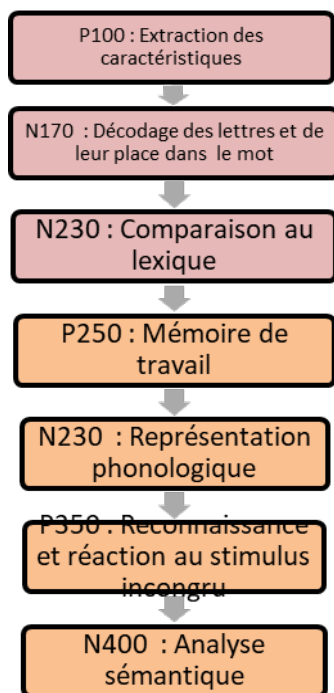 P100 : Extraction des
caractéristiques
N170 : Décodage des lettres et de
leur place dans le mot
N230 : Comparaison au
lexique
P250 : Mémoire de
travail
N230 : Représentation
phonologique
P350 : Reconnaissance
et réaction au stimulus
incongru
N400 : Analyse
sémantique